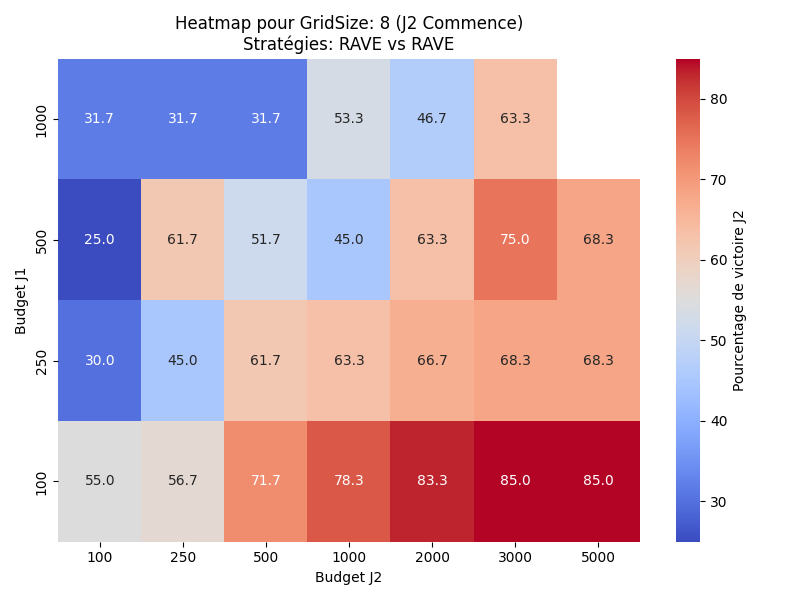 Heatmap pour GridSize: 8 (J2 Commence)
Stratégies: RAVE vs RAVE
Budget J1
1000 31.7 31.7 31.7 53.3 46.7 63.3
500 25.0 61.7 51.7 45.0 63.3 75.0 68.3
250 30.0 45.0 61.7 63.3 66.7 68.3 68.3
100 55.0 56.7 71.7 78.3 83.3 85.0 85.0
100 250 500 1000 2000 3000 5000
Budget J2
80
70
60
50
40
30
Pourcentage de victoire J2